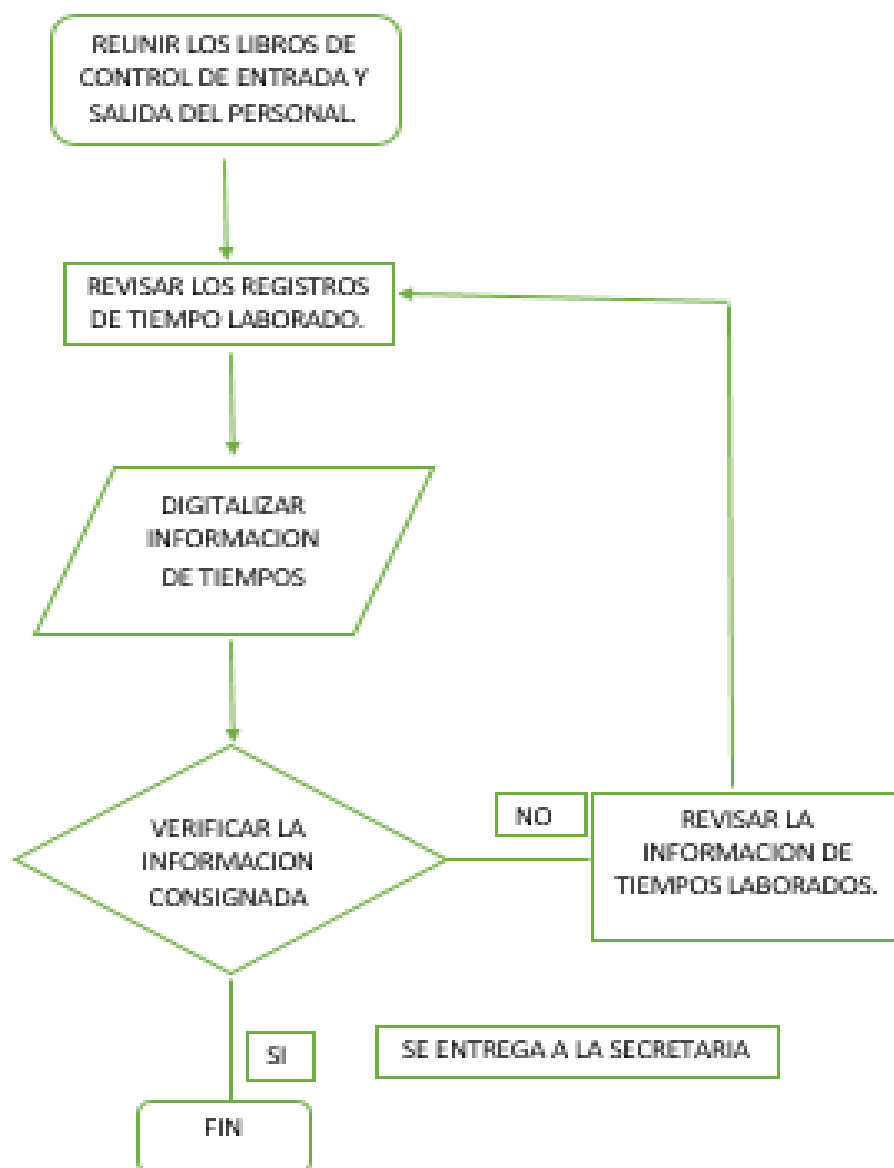 REUNIR LOS LIBROS DE
CONTROL DE ENTRADA Y
SALIDA DEL PERSONAL.
REVISAR LOS REGISTROS
DE TIEMPO LABORADO.
DIGITALIZAR
INFORMACION
DE TIEMPOS
VERIFICAR LA
INFORMACION
CONSIGNADA
NO
REVISAR LA
INFORMACION DE
TIEMPOS LABORADOS.
SI
SE ENTREGA A LA SECRETARIA
FIN